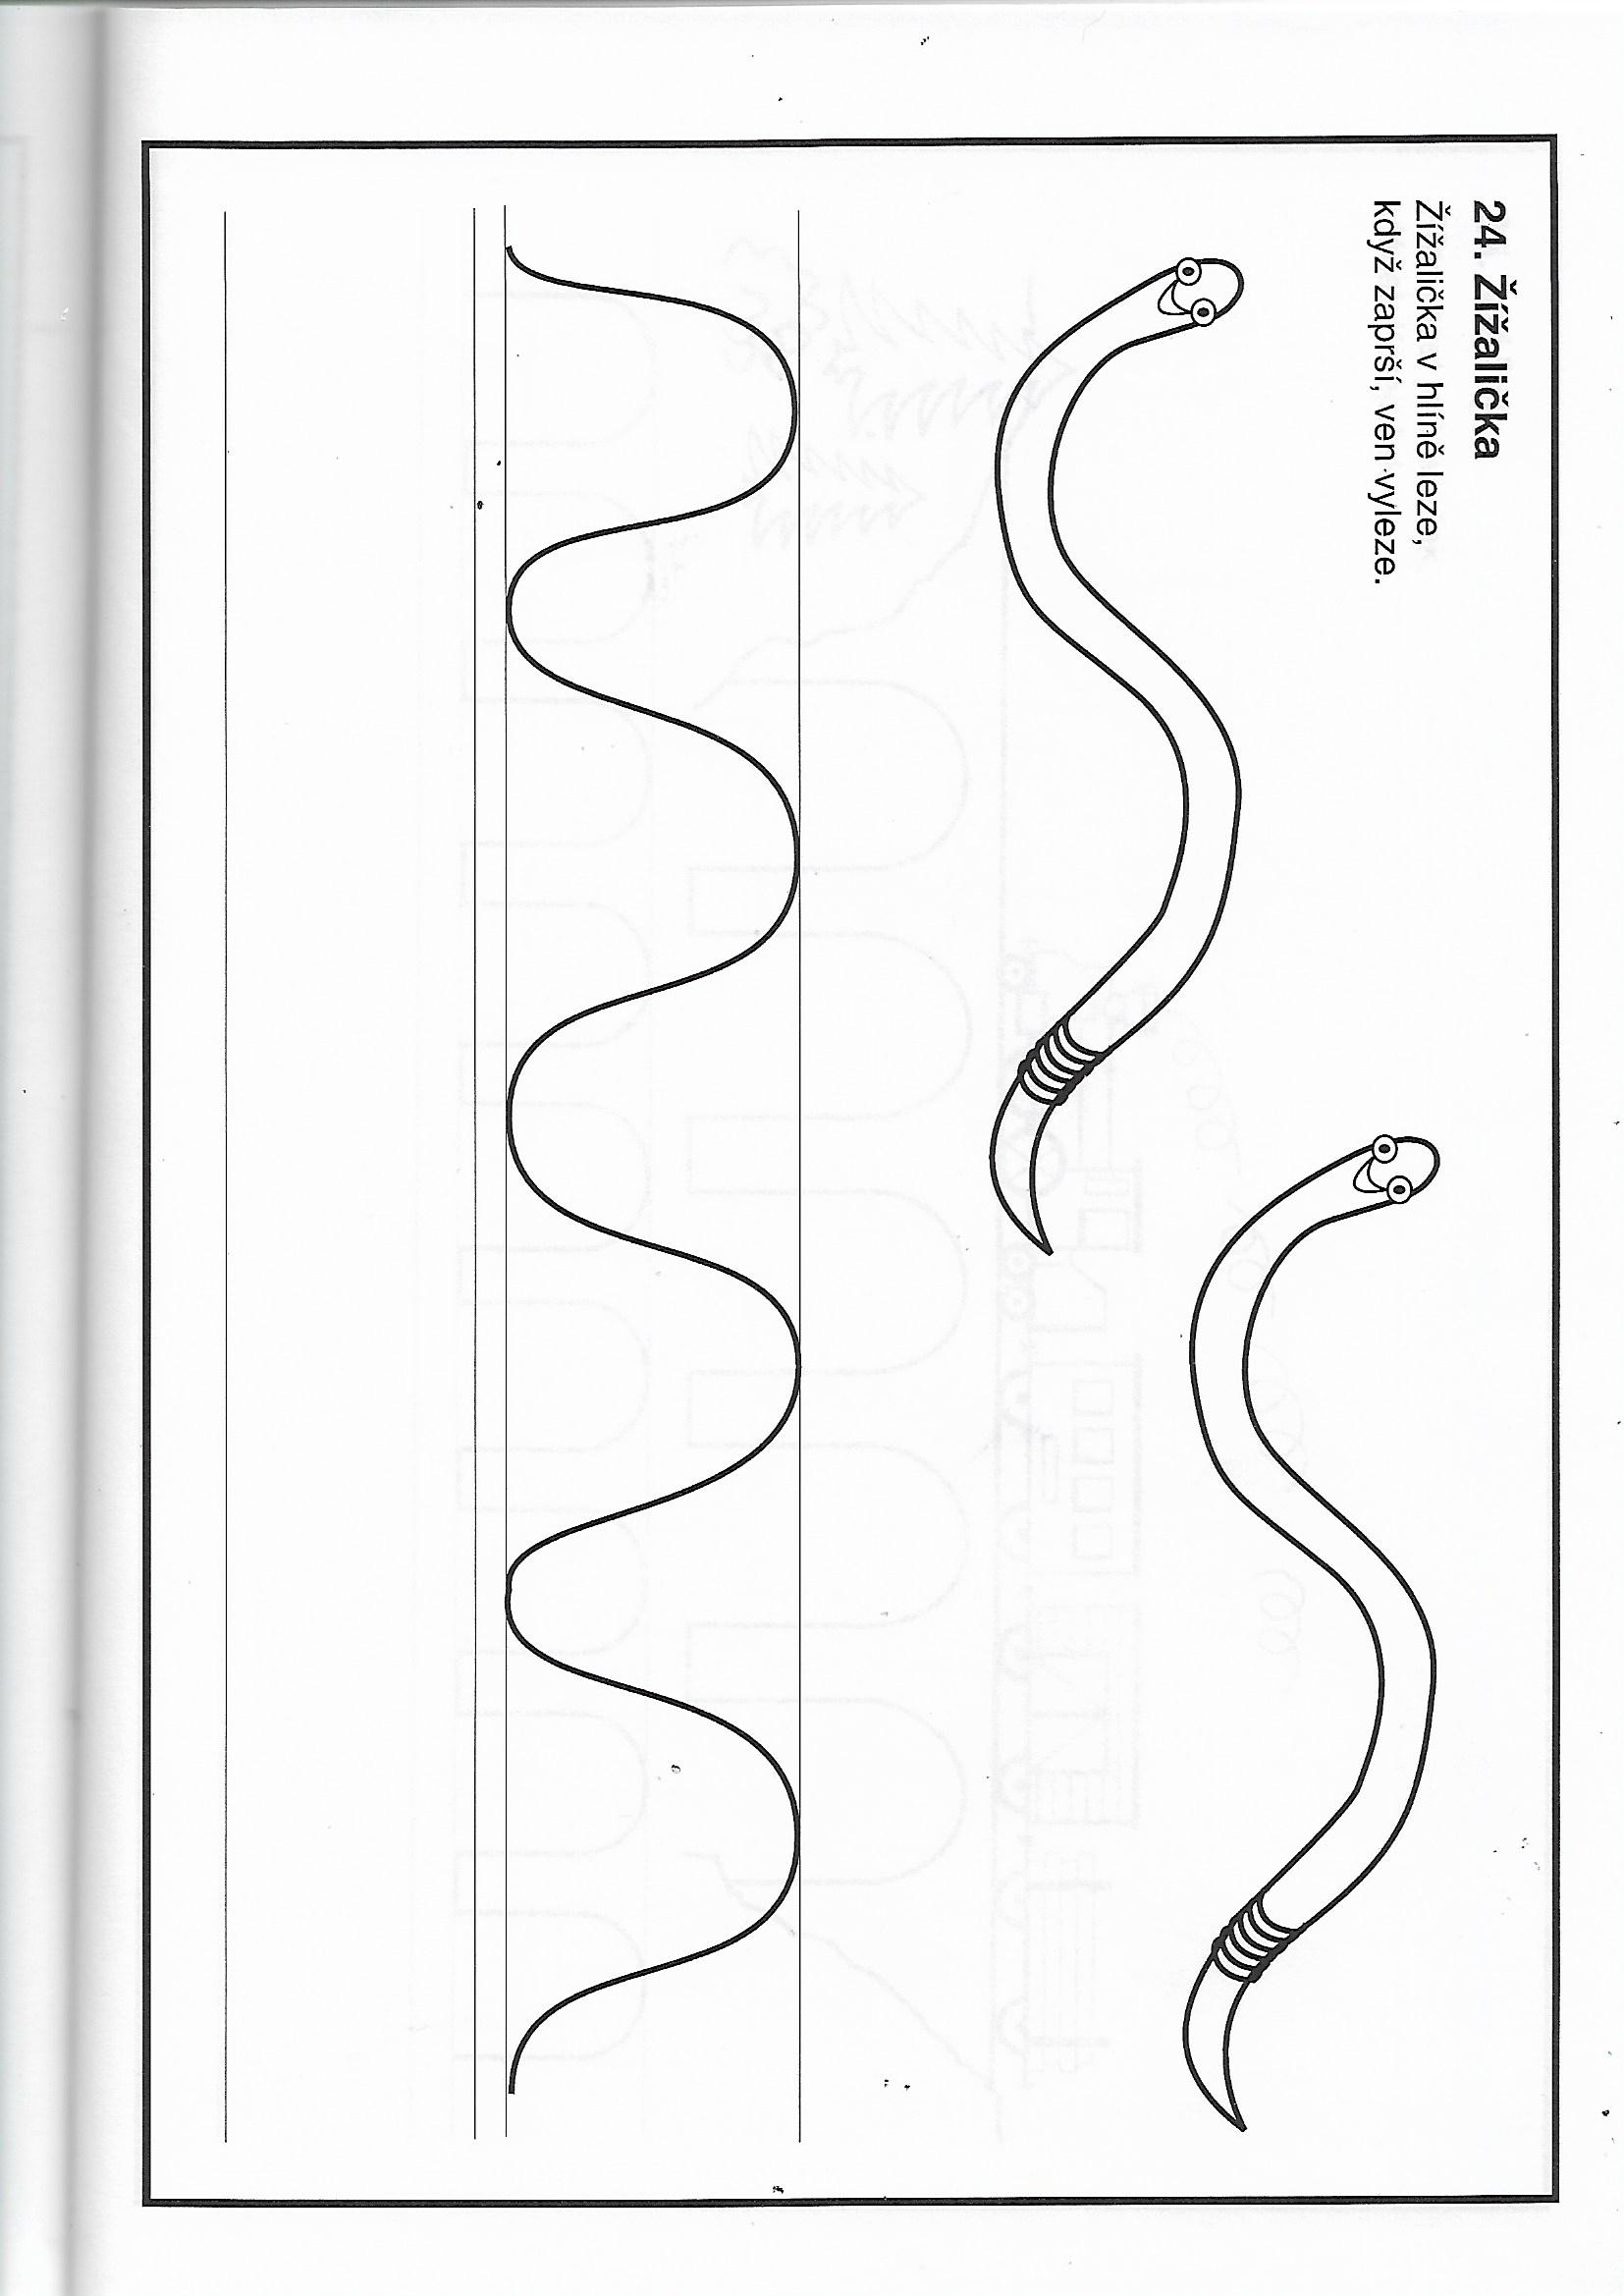 24. Žížalička
Žížalička v hlíně leze,
když zaprší, ven vyleze.